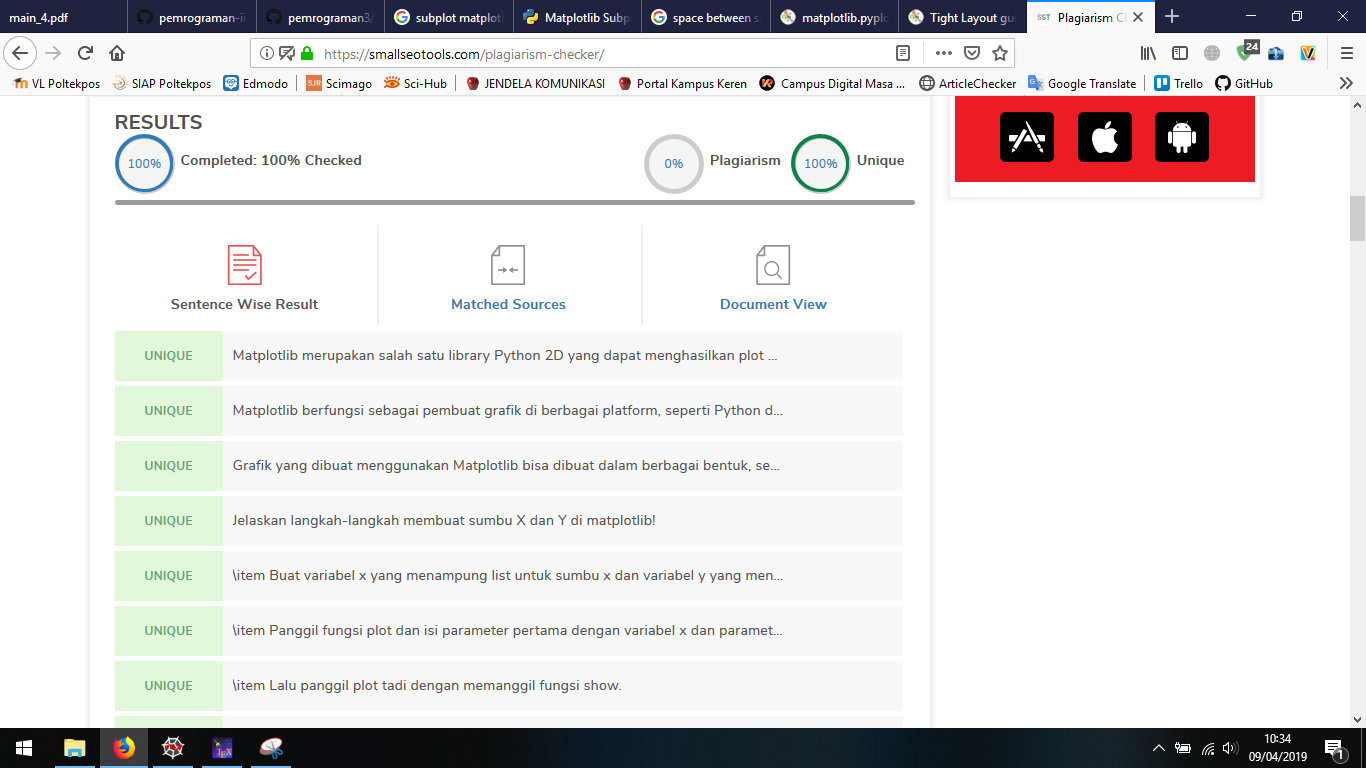 main_4.pdf
pemrograman-ii
pemrograman3/
subplot matplotl
Matplotlib Subpl
space between s
matplotlib.pyplo
Tight Layout gu
SST Plagiarism C
https://smallseotools.com/plagiarism-checker/
24
VL Poltekpos
SIAP Poltekpos
Edmodo
SJR Scimago
Sci-Hub
JENDELA KOMUNIKASI
Portal Kampus Keren
Campus Digital Masa ...
ArticleChecker
Google Translate
Trello
GitHub
RESULTS
100% Completed: 100% Checked
0% Plagiarism
100% Unique
Sentence Wise Result
Matched Sources
Document View
UNIQUE Matplotlib merupakan salah satu library Python 2D yang dapat menghasilkan plot ...
UNIQUE Matplotlib berfungsi sebagai pembuat grafik di berbagai platform, seperti Python d...
UNIQUE Grafik yang dibuat menggunakan Matplotlib bisa dibuat dalam berbagai bentuk, se...
UNIQUE Jelaskan langkah-langkah membuat sumbu X dan Y di matplotlib!
UNIQUE \item Buat variabel x yang menampung list untuk sumbu x dan variabel y yang men...
UNIQUE \item Panggil fungsi plot dan isi parameter pertama dengan variabel x dan paramet...
UNIQUE \item Lalu panggil plot tadi dengan memanggil fungsi show.
10:34
09/04/2019
1